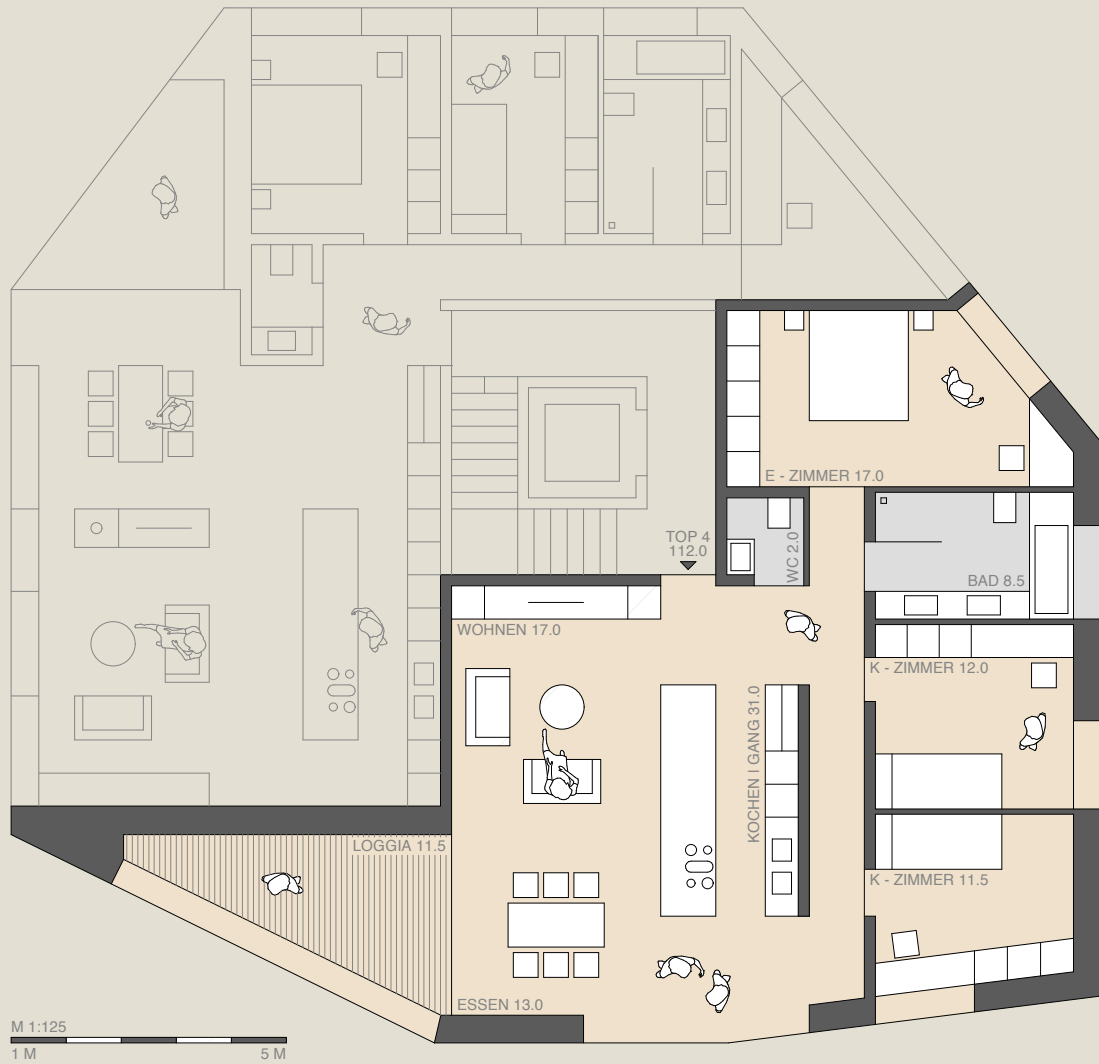 E - ZIMMER 17.0
TOP 4
112.0
WC 2.0
BAD 8.5
WOHNEN 17.0
K - ZIMMER 12.0
KOCHEN I GANG 31.0
LOGGIA 11.5
K - ZIMMER 11.5
ESSEN 13.0
M 1:125
1 M 5 M